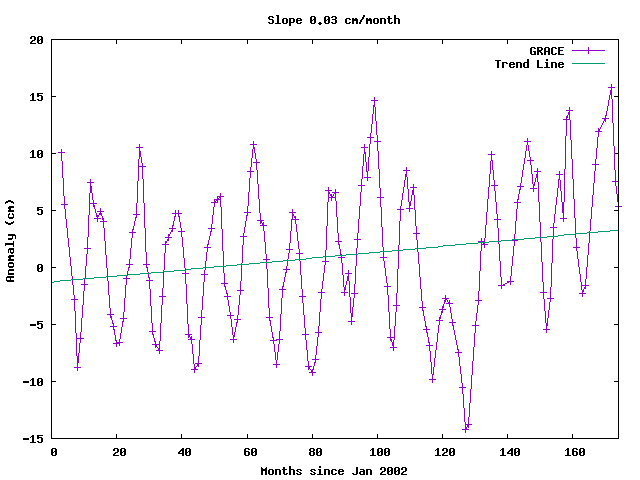 Slope 0.03 cm/month
GRACE
Trend Line
20
15
10
5
0
-5
-10
-15
Anomaly (cm)
0 20 40 60 80 100 120 140 160
Months since Jan 2002